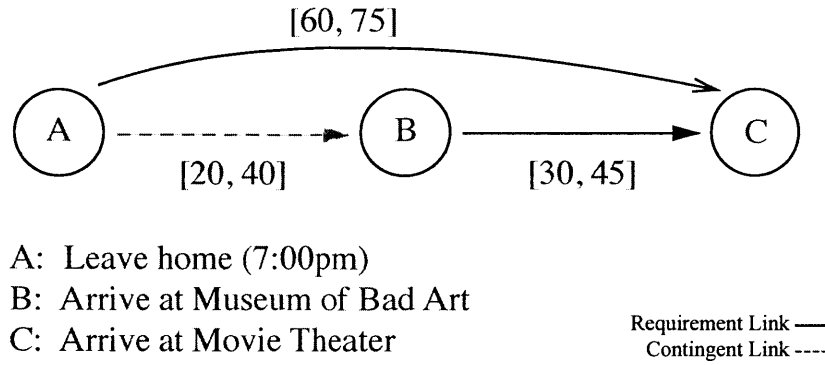 [60, 75]
A
B
C
[20, 40]
[30, 45]
A: Leave home (7:00pm)
B: Arrive at Museum of Bad Art
C: Arrive at Movie Theater
Requirement Link
Contingent Link